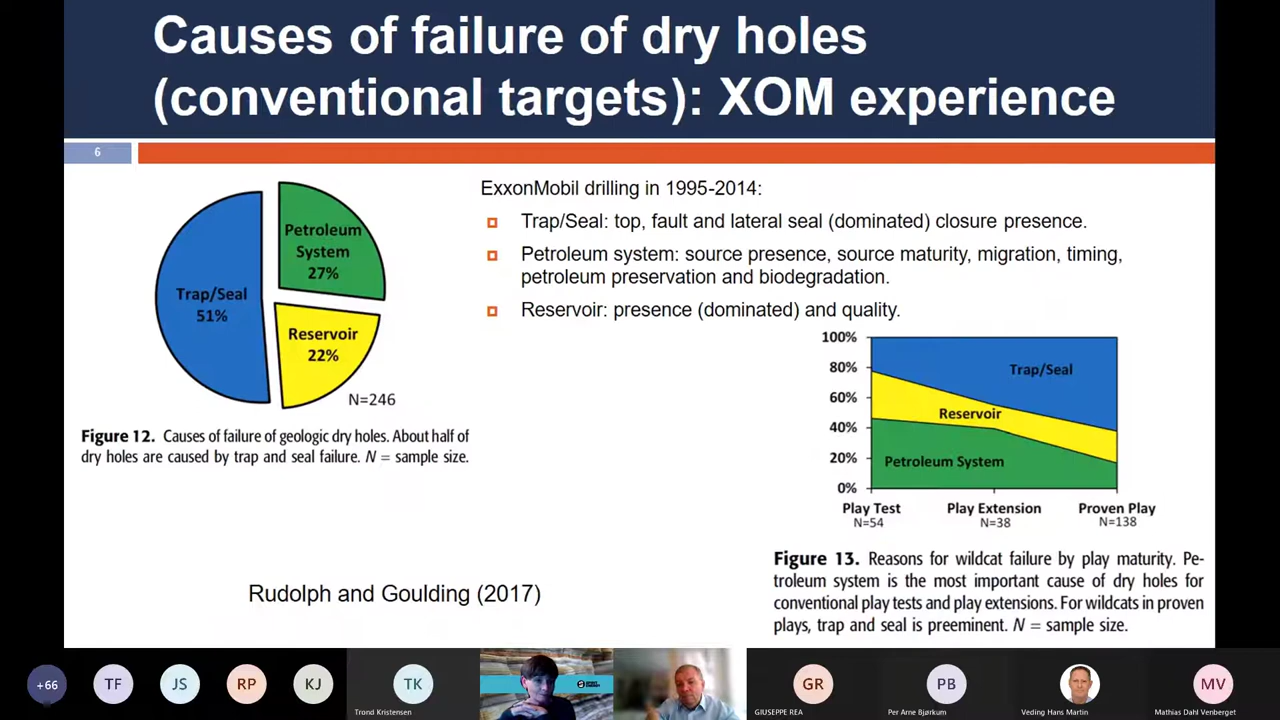 Causes of failure of dry holes
(conventional targets): XOM experience
6
Petroleum
System
27%
Trap/Seal
51%
Reservoir
22%
N=246
Figure 12. Causes of failure of geologic dry holes. About half of
dry holes are caused by trap and seal failure. N = sample size.
Rudolph and Goulding (2017)
ExxonMobil drilling in 1995-2014:
Trap/Seal: top, fault and lateral seal (dominated) closure presence.
Petroleum system: source presence, source maturity, migration, timing,
petroleum preservation and biodegradation.
Reservoir: presence (dominated) and quality.
100%
80%
60%
40%
20%
0%
Trap/Seal
Reservoir
Petroleum System
Play Test
N=54
Play Extension
N=38
Proven Play
N=138
Figure 13. Reasons for wildcat failure by play maturity. Pe-
troleum system is the most important cause of dry holes for
conventional play tests and play extensions. For wildcats in proven
plays, trap and seal is preeminent. N = sample size.
+66
TF
JS
RP
KJ
TK
Trond Kristensen
GR
GIUSEPPE REA
PB
Per Arne Bjørkum
Veding Hans Martin
MV
Mathias Dahl Venberget